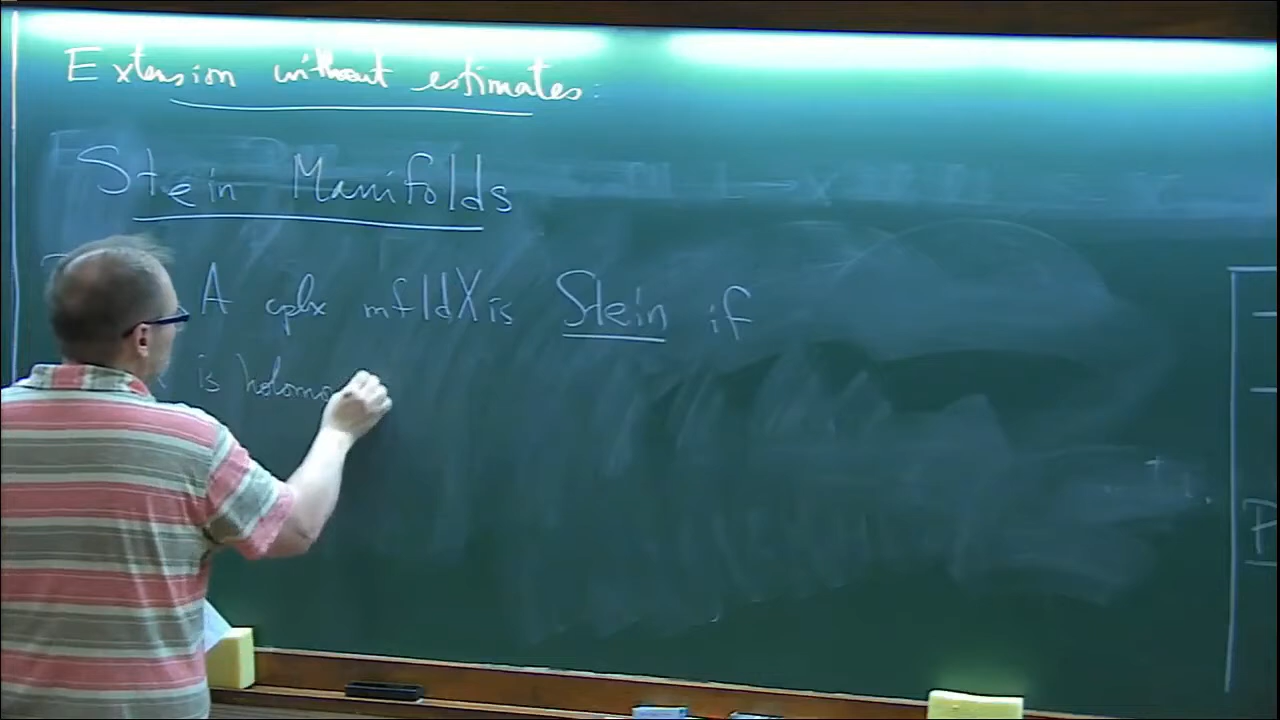 Extension without estimates:
Stein Manifolds
A cplx mfld X is Stein if
is holomo
P